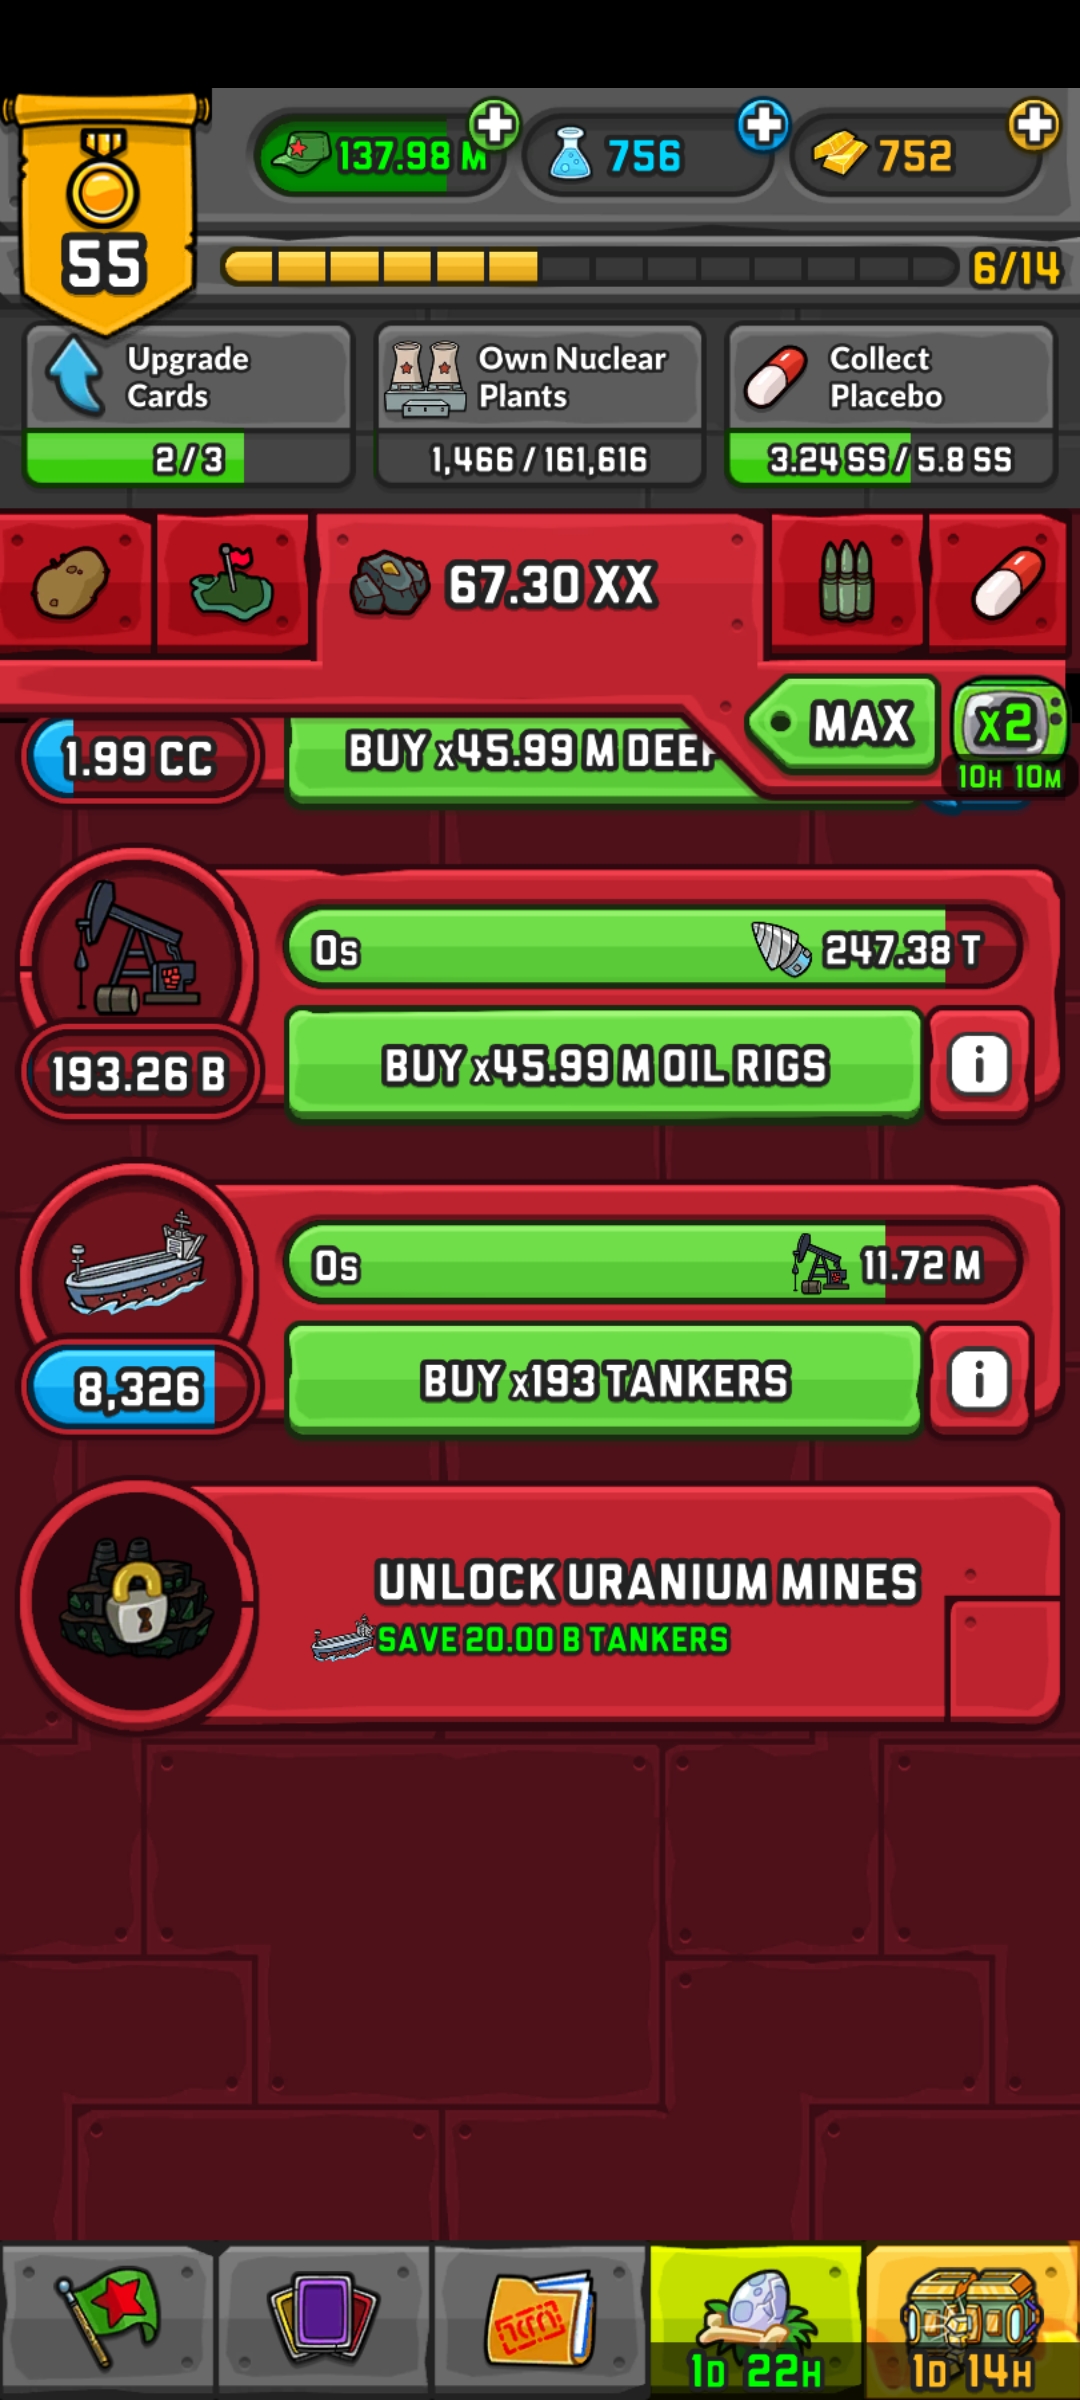 137.98 M
756
752
55
6/14
Upgrade
Cards
2/3
Own Nuclear
Plants
1,466 / 161,616
Collect
Placebo
3.24 SS / 5.8 SS
67.30 XX
MAX
X2
10H 10M
1.99 CC
BUY x45.99 M DEEP
0s
247.38 T
193.26 B
BUY x45.99 M OIL RIGS
i
0s
11.72 M
8,326
BUY x193 TANKERS
i
UNLOCK URANIUM MINES
SAVE 20.00 B TANKERS
1D 22H
1D 14H